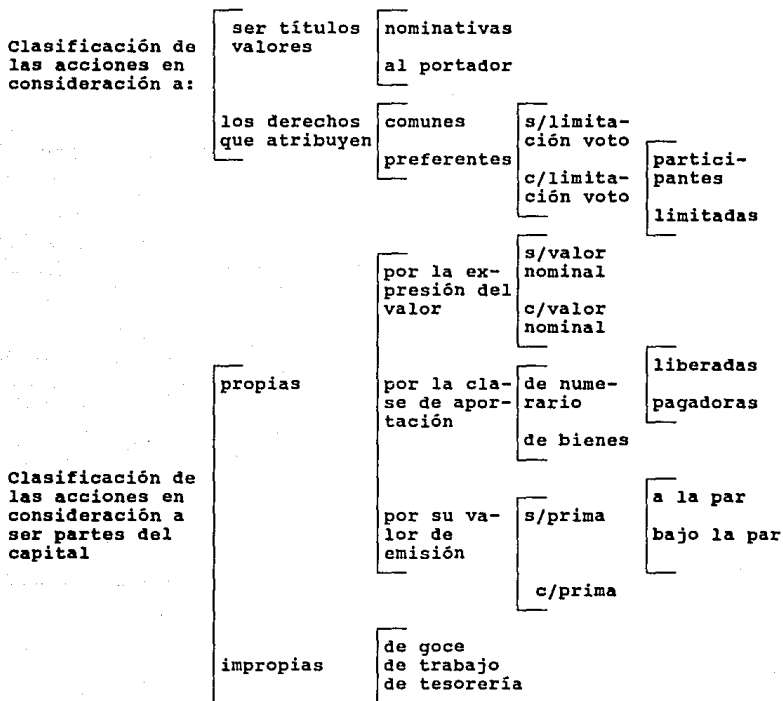 Clasificación de
las acciones en
consideración a:
ser títulos
valores
nominativas
al portador
los derechos
que atribuyen
comunes
preferentes
s/limita-
ción voto
c/limita-
ción voto
partici-
pantes
limitadas
Clasificación de
las acciones en
consideración a
ser partes del
capital
propias
por la ex-
presión del
valor
s/valor
nominal
c/valor
nominal
por la cla-
se de apor-
tación
de nume-
rario
de bienes
liberadas
pagadoras
por su va-
lor de
emisión
s/prima
c/prima
a la par
bajo la par
impropias
de goce
de trabajo
de tesorería